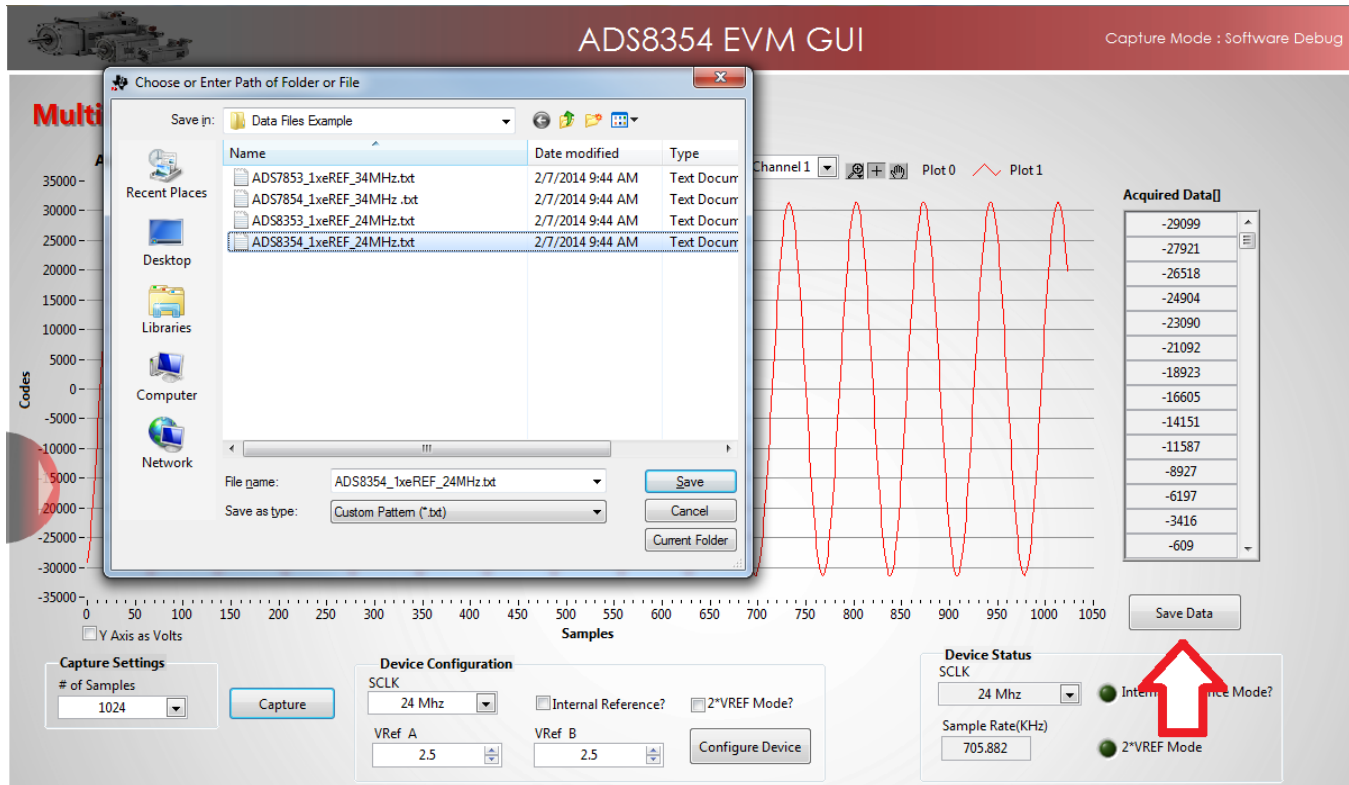 ADS8354 EVM GUI
Capture Mode : Software Debug
Choose or Enter Path of Folder or File
Multi
Save in:
Data Files Example
Name
Date modified
Type
ADS7853_1xeREF_34MHz.txt
2/7/2014 9:44 AM
Text Docum
ADS7854_1xeREF_34MHz .txt
2/7/2014 9:44 AM
Text Docum
ADS8353_1xeREF_24MHz.txt
2/7/2014 9:44 AM
Text Docum
ADS8354_1xeREF_24MHz.txt
2/7/2014 9:44 AM
Text Docum
Recent Places
Desktop
Libraries
Computer
Network
File name:
ADS8354_1xeREF_24MHz.txt
Save
Save as type:
Custom Pattern (*.txt)
Cancel
Current Folder
Channel 1
Plot 0
Plot 1
Codes
35000
30000
25000
20000
15000
10000
5000
0
-5000
-10000
-15000
-20000
-25000
-30000
-35000
0 50 100 150 200 250 300 350 400 450 500 550 600 650 700 750 800 850 900 950 1000 1050
Samples
Y Axis as Volts
Acquired Data[]
-29099
-27921
-26518
-24904
-23090
-21092
-18923
-16605
-14151
-11587
-8927
-6197
-3416
-609
Save Data
Capture Settings
# of Samples
1024
Capture
Device Configuration
SCLK
24 Mhz
Internal Reference?
2*VREF Mode?
VRef A
2.5
VRef B
2.5
Configure Device
Device Status
SCLK
24 Mhz
Mode?
Sample Rate(KHz)
705.882
2*VREF Mode